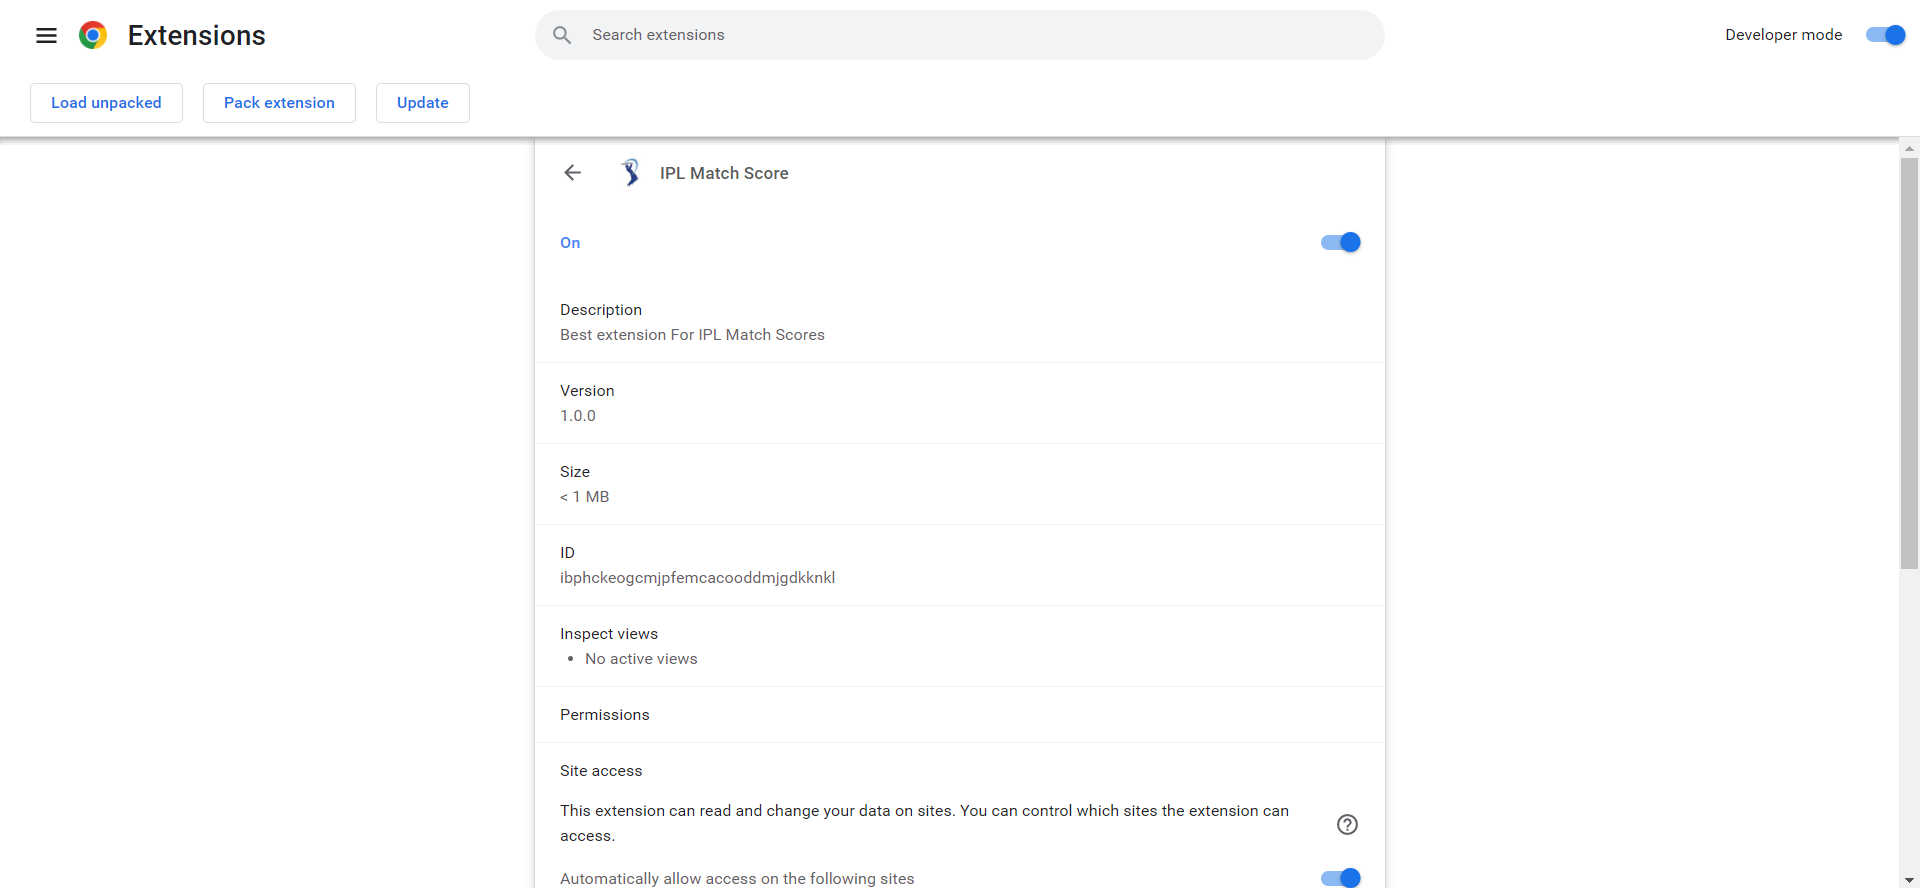 Extensions
Search extensions
Developer mode
Load unpacked
Pack extension
Update
IPL Match Score
On
Description
Best extension For IPL Match Scores
Version
1.0.0
Size
< 1 MB
ID
ibphckeogcmjpfemcacooddmjgdkknkl
Inspect views
• No active views
Permissions
Site access
This extension can read and change your data on sites. You can control which sites the extension can
access.
Automatically allow access on the following sites